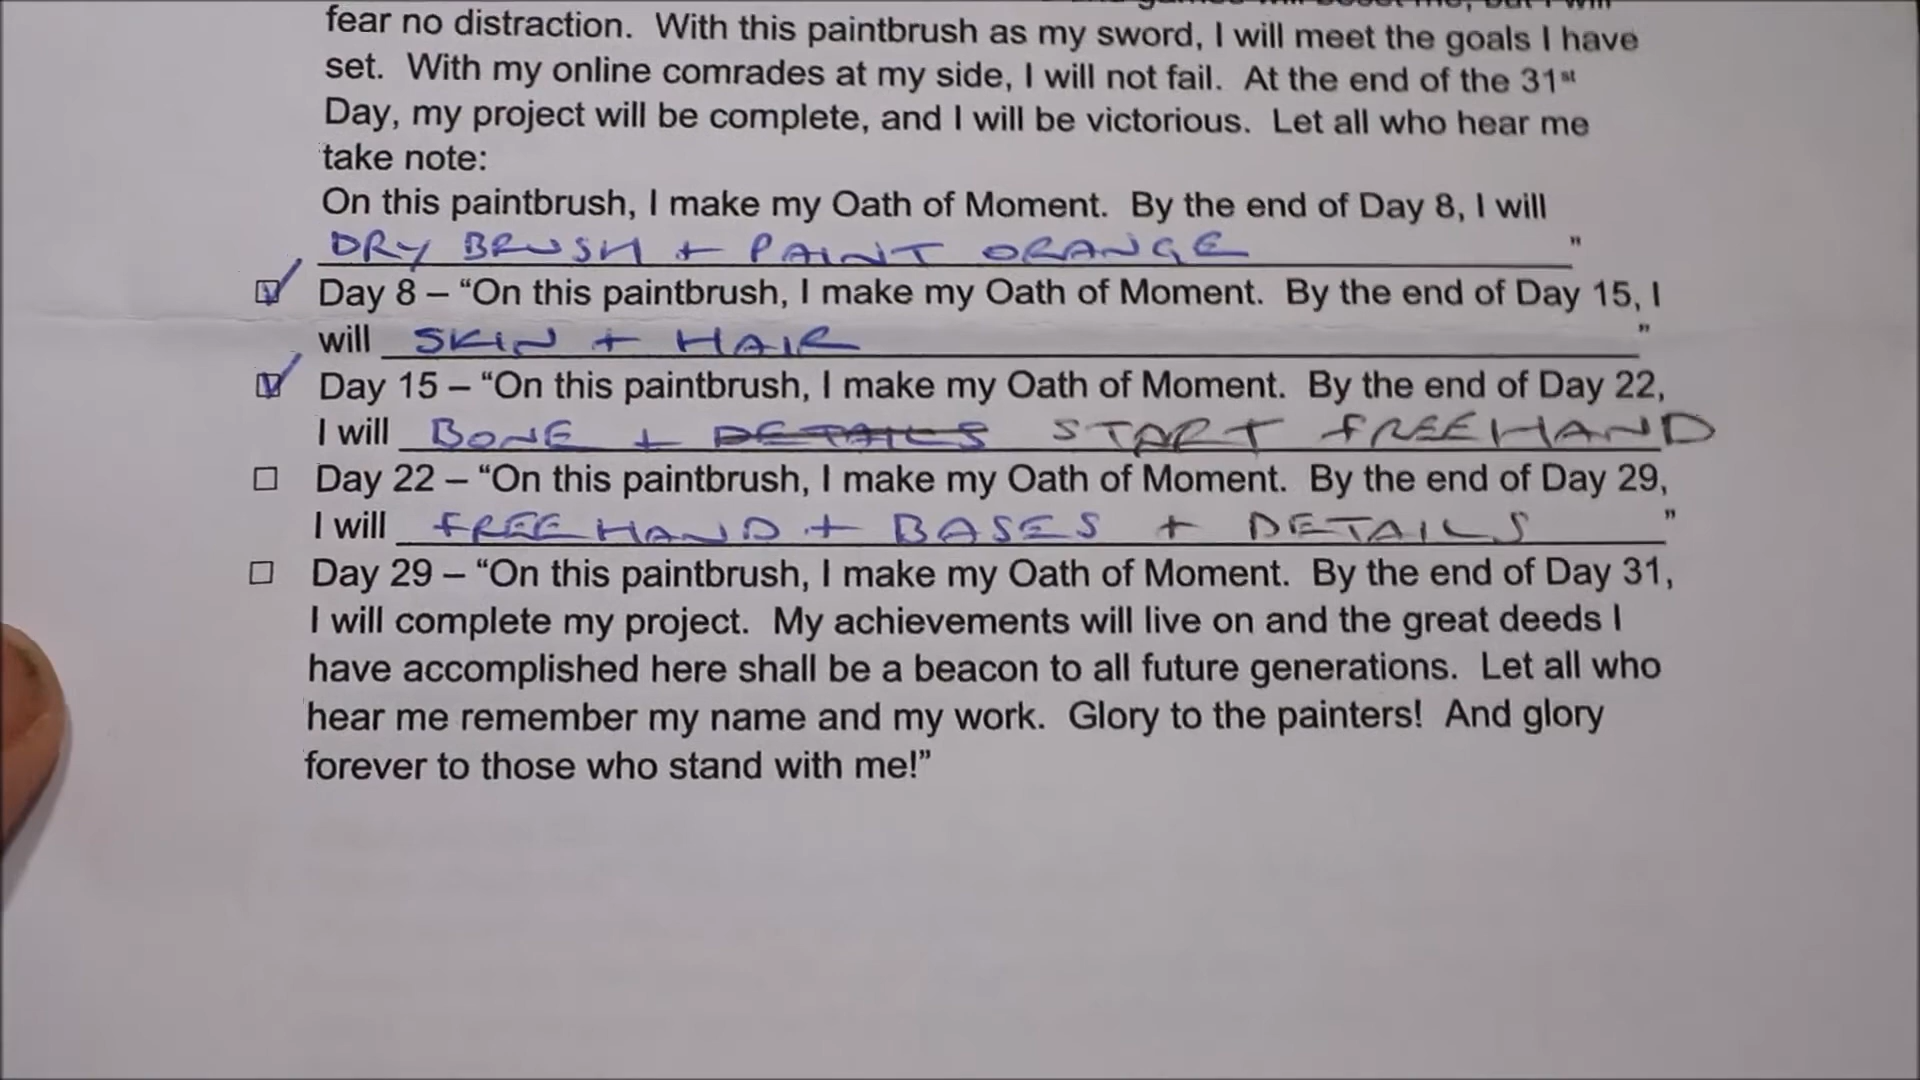 fear no distraction. With this paintbrush as my sword, I will meet the goals I have
set. With my online comrades at my side, I will not fail. At the end of the 31st
Day, my project will be complete, and I will be victorious. Let all who hear me
take note:
On this paintbrush, I make my Oath of Moment. By the end of Day 8, I will
DRY BRUSH + PAINT ORANGE ”
Day 8 – “On this paintbrush, I make my Oath of Moment. By the end of Day 15, I
will SKIN + HAIR ”
Day 15 – “On this paintbrush, I make my Oath of Moment. By the end of Day 22,
I will BONE + DETAILS START FREEHAND
Day 22 – “On this paintbrush, I make my Oath of Moment. By the end of Day 29,
I will FREEHAND + BASES + DETAILS ”
Day 29 – “On this paintbrush, I make my Oath of Moment. By the end of Day 31,
I will complete my project. My achievements will live on and the great deeds I
have accomplished here shall be a beacon to all future generations. Let all who
hear me remember my name and my work. Glory to the painters! And glory
forever to those who stand with me!”